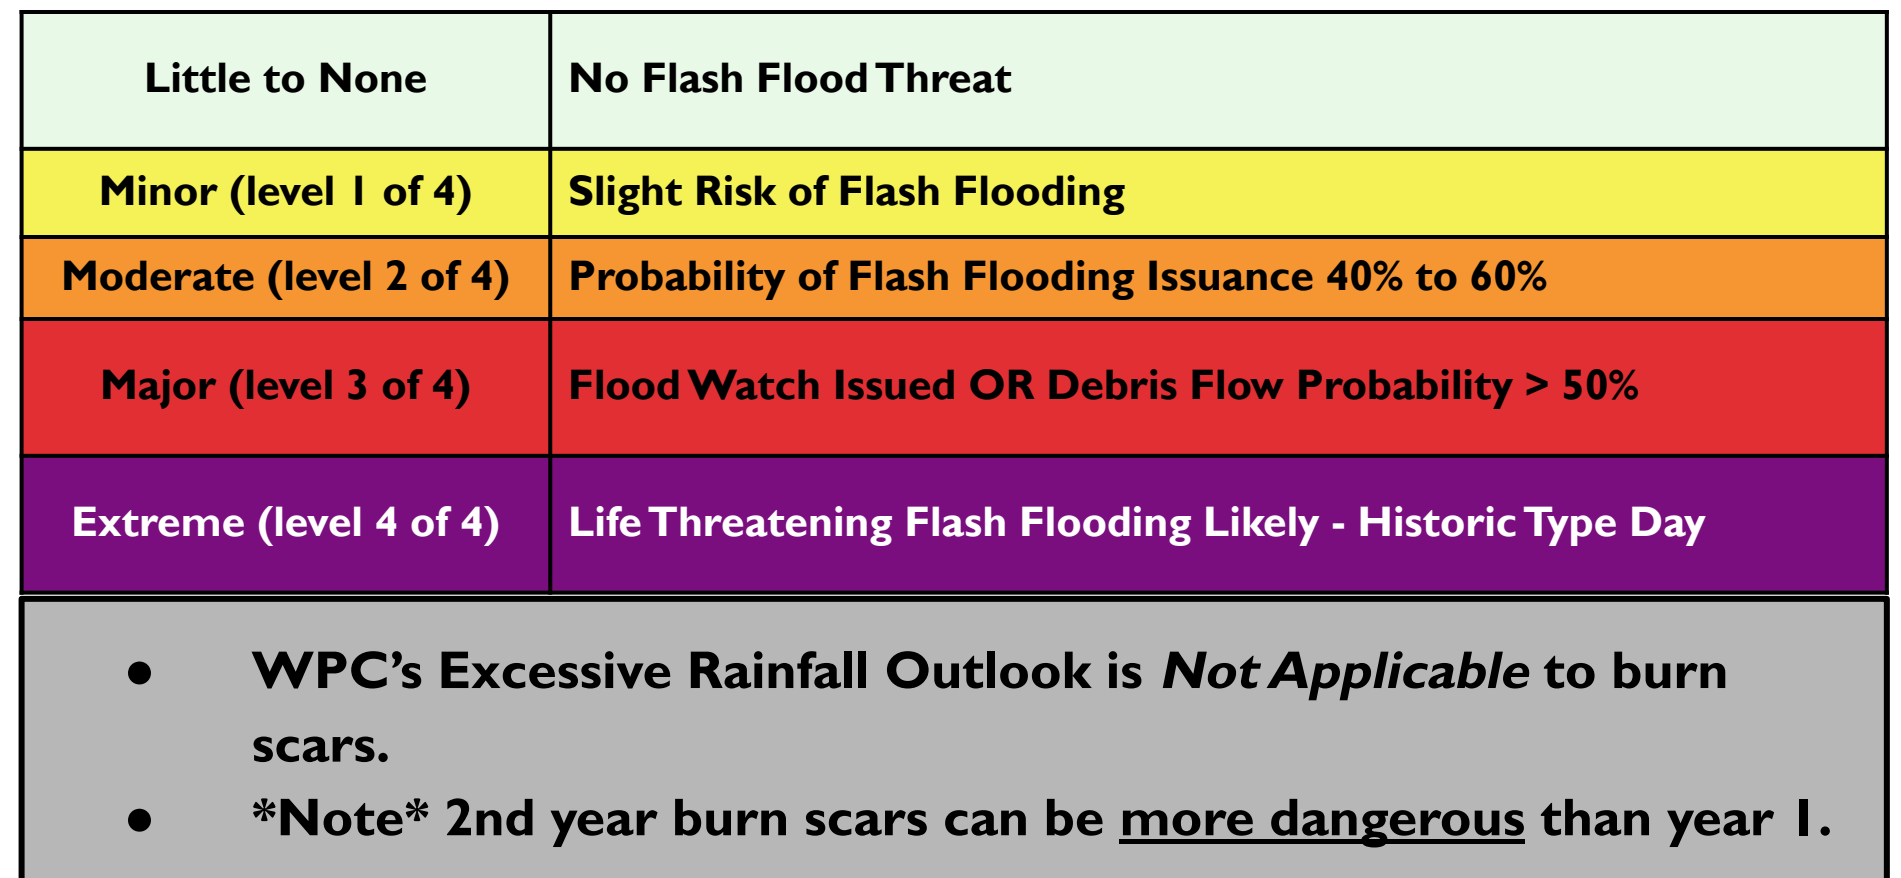 Little to None
No Flash Flood Threat
Minor (level 1 of 4)
Slight Risk of Flash Flooding
Moderate (level 2 of 4)
Probability of Flash Flooding Issuance 40% to 60%
Major (level 3 of 4)
Flood Watch Issued OR Debris Flow Probability > 50%
Extreme (level 4 of 4)
Life Threatening Flash Flooding Likely - Historic Type Day
● WPC’s Excessive Rainfall Outlook is Not Applicable to burn
scars.
● *Note* 2nd year burn scars can be more dangerous than year 1.